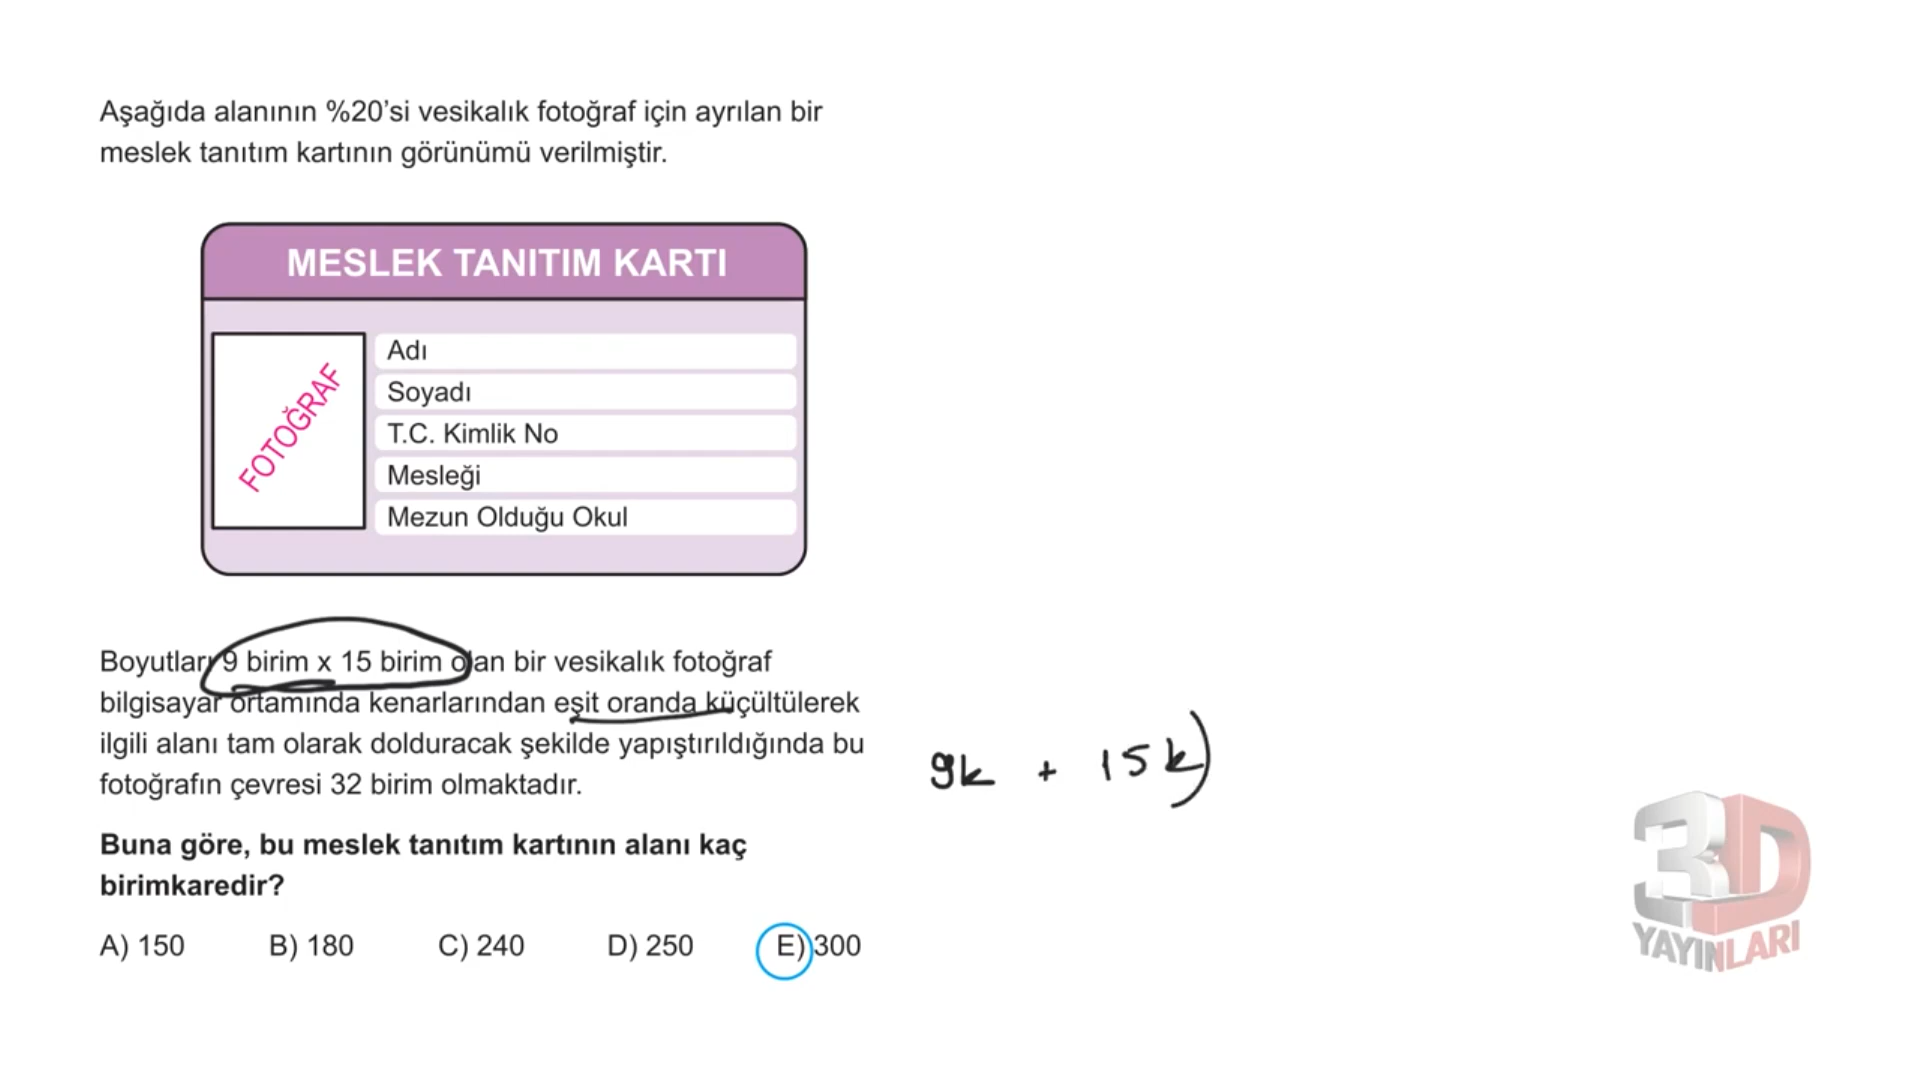 Aşağıda alanının %20’si vesikalık fotoğraf için ayrılan bir
meslek tanıtım kartının görünümü verilmiştir.
MESLEK TANITIM KARTI
FOTOĞRAF
Adı
Soyadı
T.C. Kimlik No
Mesleği
Mezun Olduğu Okul
Boyutları 9 birim x 15 birim olan bir vesikalık fotoğraf
bilgisayar ortamında kenarlarından eşit oranda küçültülerek
ilgili alanı tam olarak dolduracak şekilde yapıştırıldığında bu
fotoğrafın çevresi 32 birim olmaktadır.
9k + 15k)
Buna göre, bu meslek tanıtım kartının alanı kaç
birimkaredir?
A) 150 B) 180 C) 240 D) 250 E) 300
3D
YAYINLARI